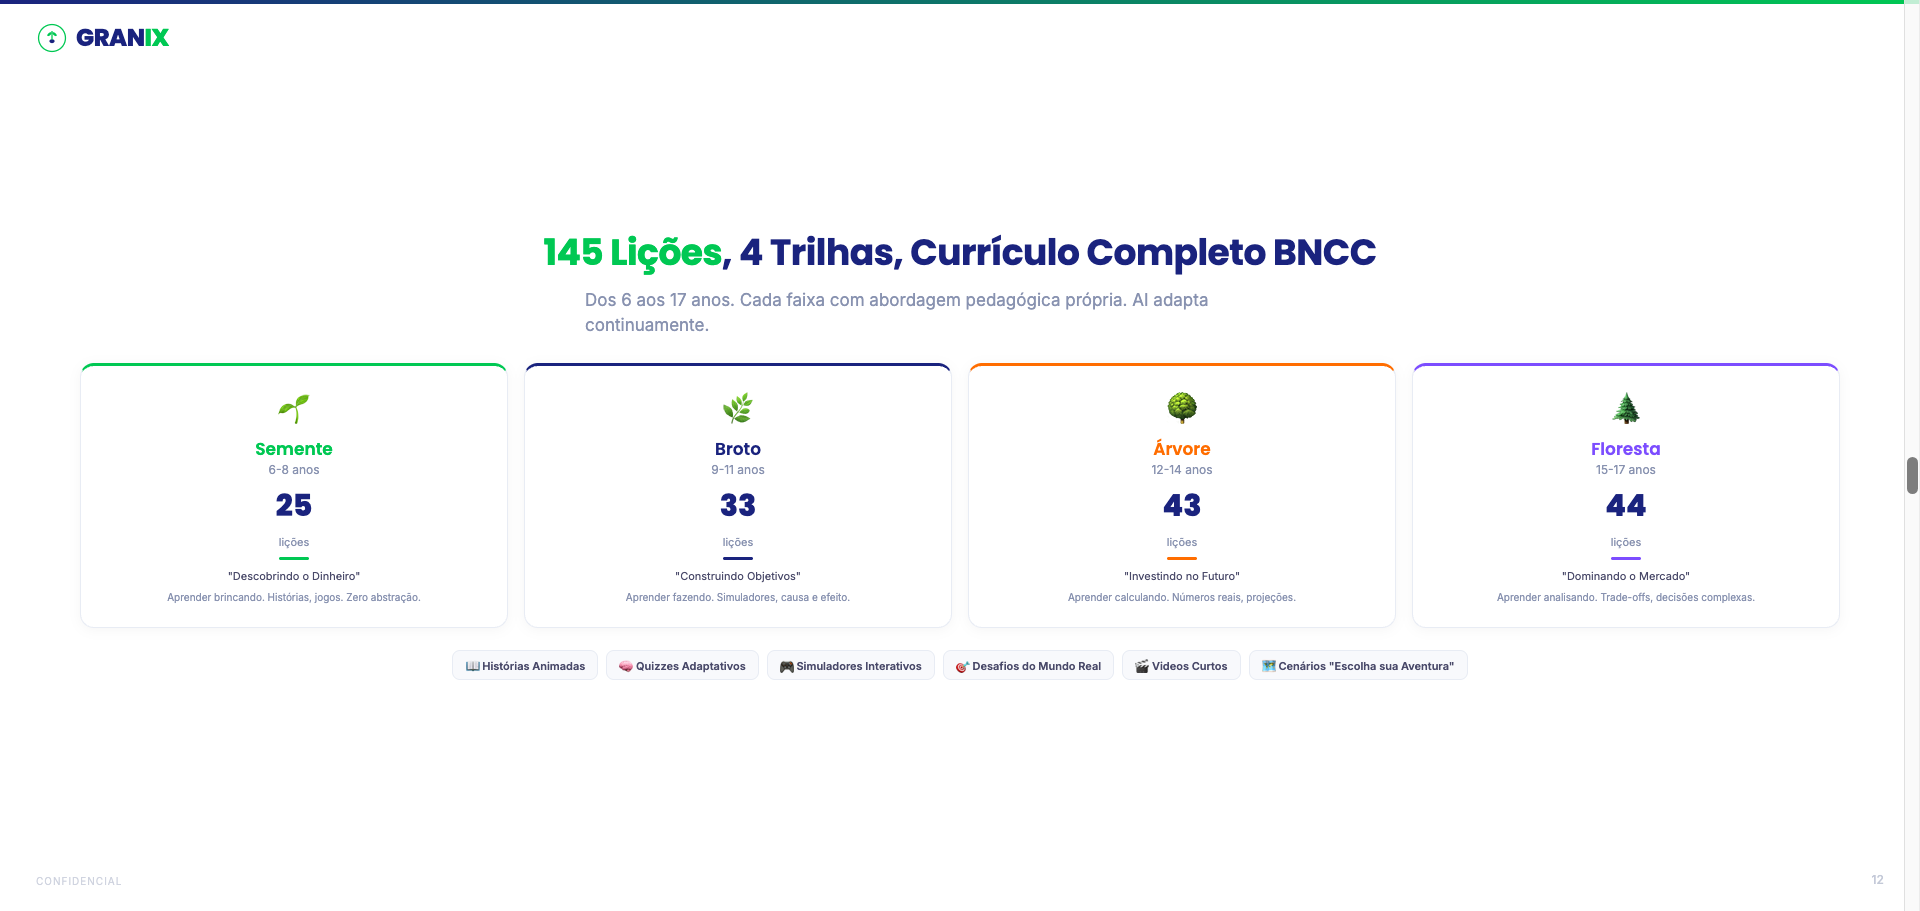 GRANIX
145 Lições, 4 Trilhas, Currículo Completo BNCC
Dos 6 aos 17 anos. Cada faixa com abordagem pedagógica própria. AI adapta
continuamente.
Semente
6-8 anos
25
lições
"Descobrindo o Dinheiro"
Aprender brincando. Histórias, jogos. Zero abstração.
Broto
9-11 anos
33
lições
"Construindo Objetivos"
Aprender fazendo. Simuladores, causa e efeito.
Árvore
12-14 anos
43
lições
"Investindo no Futuro"
Aprender calculando. Números reais, projeções.
Floresta
15-17 anos
44
lições
"Dominando o Mercado"
Aprender analisando. Trade-offs, decisões complexas.
Histórias Animadas
Quizzes Adaptativos
Simuladores Interativos
Desafios do Mundo Real
Videos Curtos
Cenários "Escolha sua Aventura"
CONFIDENCIAL
12